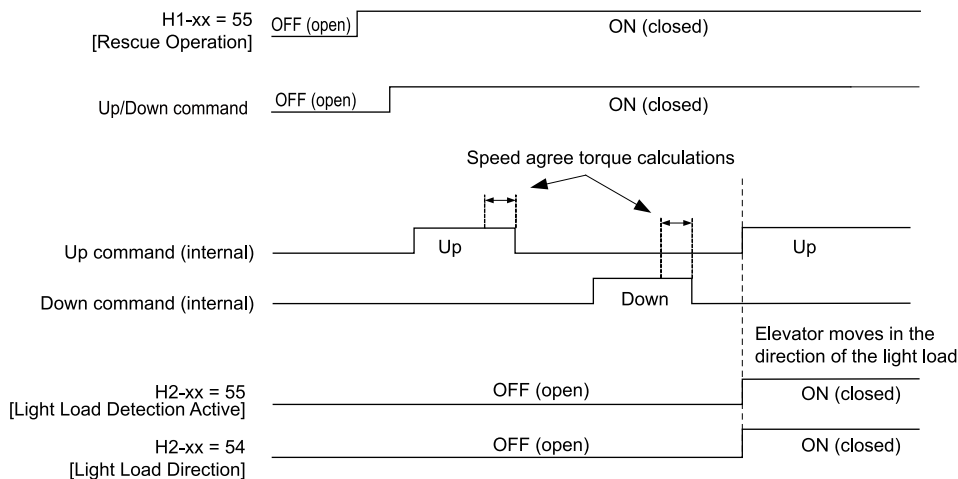 H1-xx = 55
[Rescue Operation]
OFF (open)
ON (closed)
Up/Down command
OFF (open)
ON (closed)
Speed agree torque calculations
Up command (internal)
Up
Up
Down command (internal)
Down
Elevator moves in the
direction of the light load
H2-xx = 55
[Light Load Detection Active]
OFF (open)
ON (closed)
H2-xx = 54
[Light Load Direction]
OFF (open)
ON (closed)